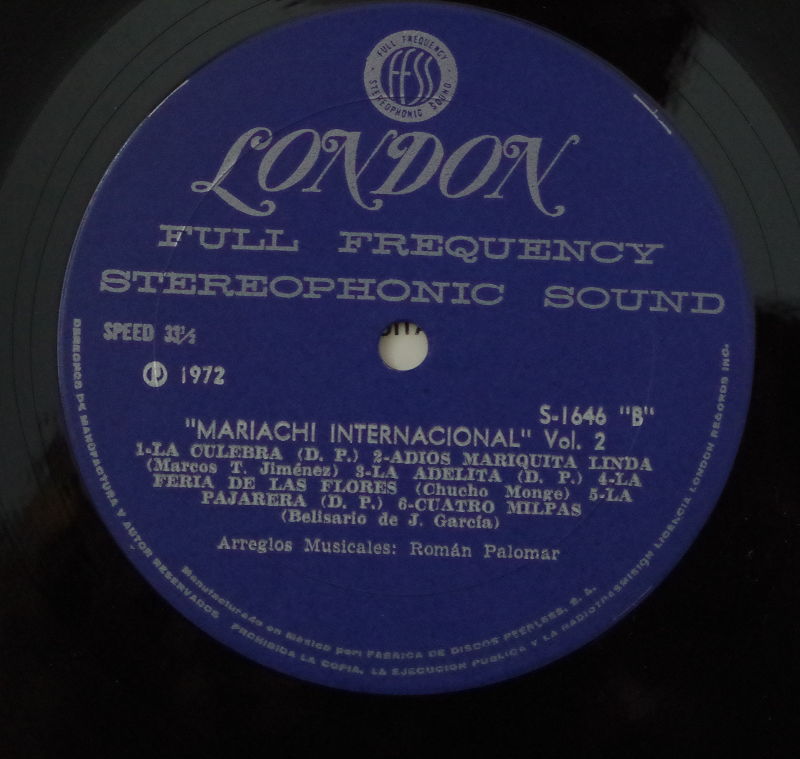 FULL FREQUENCY
FFSS
STEREOPHONIC SOUND
LONDON
FULL FREQUENCY
STEREOPHONIC SOUND
SPEED 33⅓
Ⓟ 1972
S-1646 "B"
"MARIACHI INTERNACIONAL" Vol. 2
1-LA CULEBRA (D. P.) 2-ADIOS MARIQUITA LINDA
(Marcos T. Jiménez) 3-LA ADELITA (D. P.) 4-LA
FERIA DE LAS FLORES (Chucho Monge) 5-LA
PAJARERA (D. P.) 6-CUATRO MILPAS
(Belisario de J. García)
Arreglos Musicales: Román Palomar
Manufacturado en México por: FABRICA DE DISCOS PEERLESS, S. A.
DERECHOS DE MANUFACTURA Y AUTOR RESERVADOS PROHIBIDA LA COPIA, LA EJECUCION PUBLICA Y LA RADIOTRASMISION LICENCIA LONDON RECORDS INC.